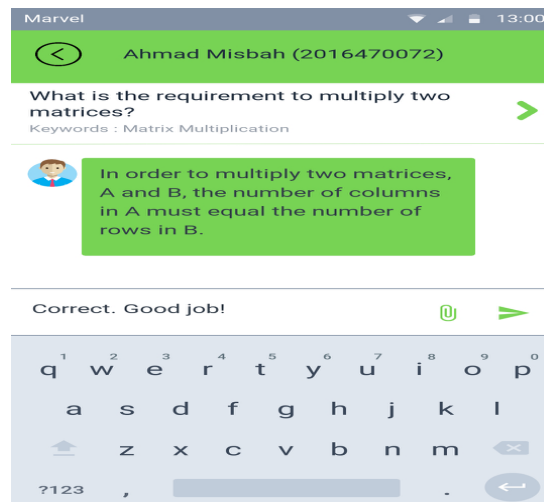 Marvel 13:00
Ahmad Misbah (2016470072)
What is the requirement to multiply two
matrices?
Keywords : Matrix Multiplication
In order to multiply two matrices,
A and B, the number of columns
in A must equal the number of
rows in B.
Correct. Good job!
1 2 3 4 5 6 7 8 9 0
q w e r t y u i o p
a s d f g h j k l
z x c v b n m
?123 , .